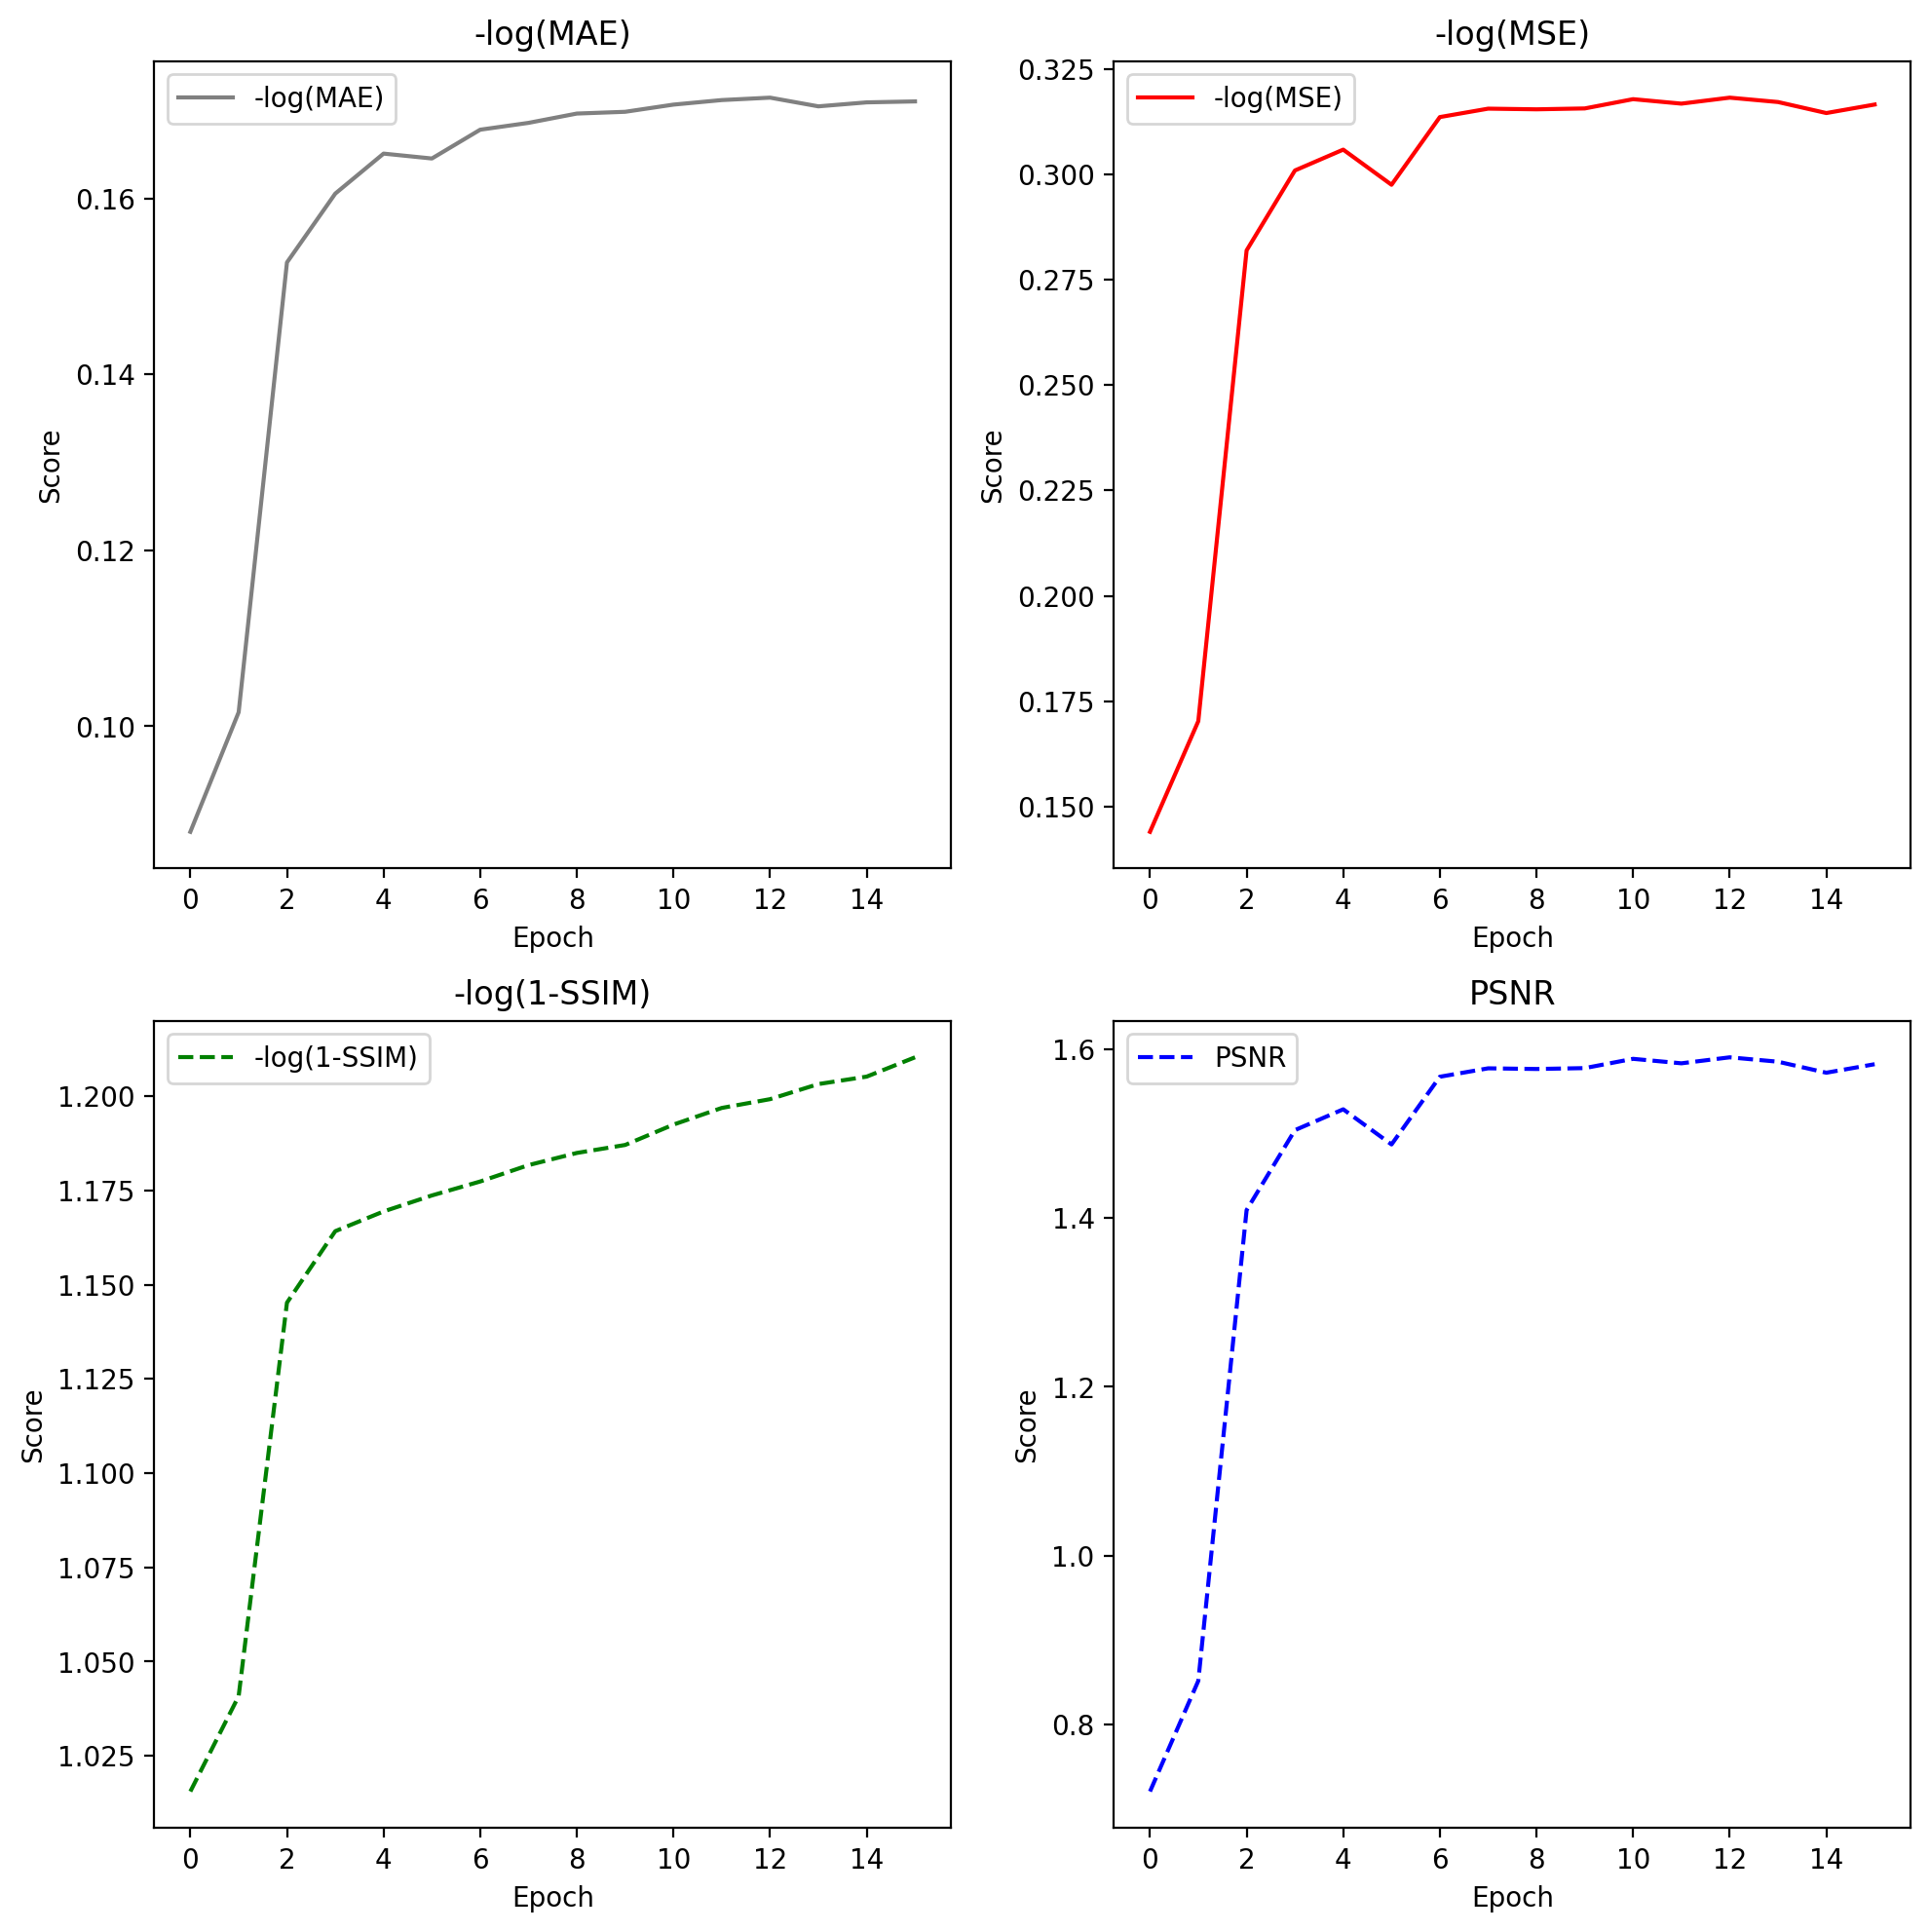 -log(MAE)
-log(MAE)
0.16
0.14
0.12
0.10
Score
0 2 4 6 8 10 12 14
Epoch
-log(MSE)
-log(MSE)
0.325
0.300
0.275
0.250
0.225
0.200
0.175
0.150
Score
0 2 4 6 8 10 12 14
Epoch
-log(1-SSIM)
-log(1-SSIM)
1.200
1.175
1.150
1.125
1.100
1.075
1.050
1.025
Score
0 2 4 6 8 10 12 14
Epoch
PSNR
PSNR
1.6
1.4
1.2
1.0
0.8
Score
0 2 4 6 8 10 12 14
Epoch